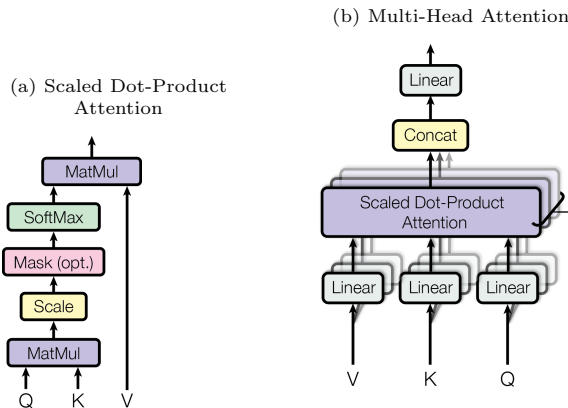 (a) Scaled Dot-Product
Attention
MatMul
SoftMax
Mask (opt.)
Scale
MatMul
Q K V
(b) Multi-Head Attention
Linear
Concat
Scaled Dot-Product
Attention
Linear Linear Linear
V K Q